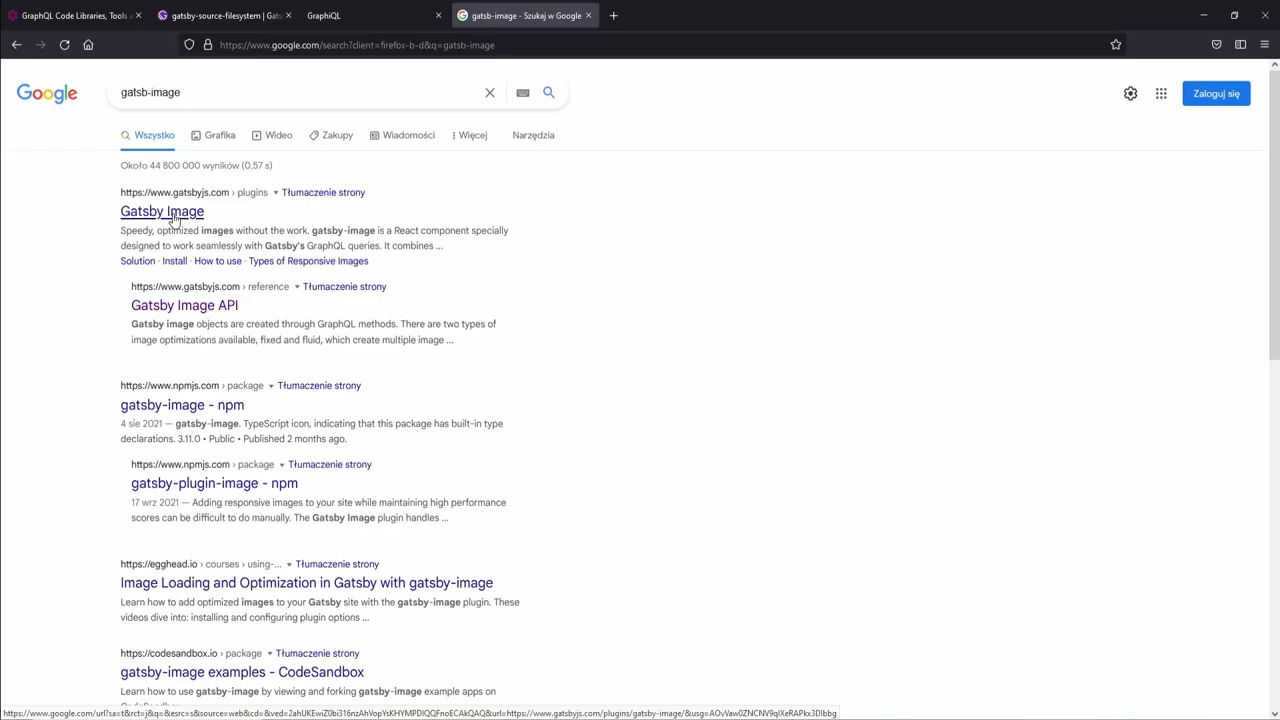 GraphQL Code Libraries, Tools a
gatsby-source-filesystem | Gats
GraphiQL
gatsb-image - Szukaj w Google
https://www.google.com/search?client=firefox-b-d&q=gatsb-image
Google
gatsb-image
Zaloguj się
Wszystko
Grafika
Wideo
Zakupy
Wiadomości
Więcej
Narzędzia
Około 44 800 000 wyników (0,57 s)
https://www.gatsbyjs.com › plugins Tłumaczenie strony
Gatsby Image
Speedy, optimized images without the work. gatsby-image is a React component specially
designed to work seamlessly with Gatsby's GraphQL queries. It combines ...
Solution · Install · How to use · Types of Responsive Images
https://www.gatsbyjs.com › reference Tłumaczenie strony
Gatsby Image API
Gatsby image objects are created through GraphQL methods. There are two types of
image optimizations available, fixed and fluid, which create multiple image ...
https://www.npmjs.com › package Tłumaczenie strony
gatsby-image - npm
4 sie 2021 — gatsby-image. TypeScript icon, indicating that this package has built-in type
declarations. 3.11.0 • Public • Published 2 months ago.
https://www.npmjs.com › package Tłumaczenie strony
gatsby-plugin-image - npm
17 wrz 2021 — Adding responsive images to your site while maintaining high performance
scores can be difficult to do manually. The Gatsby Image plugin handles ...
https://egghead.io › courses › using-... Tłumaczenie strony
Image Loading and Optimization in Gatsby with gatsby-image
Learn how to add optimized images to your Gatsby site with the gatsby-image plugin. These
videos dive into: installing and configuring plugin options ...
https://codesandbox.io › package Tłumaczenie strony
gatsby-image examples - CodeSandbox
Learn how to use gatsby-image by viewing and forking gatsby-image example apps on